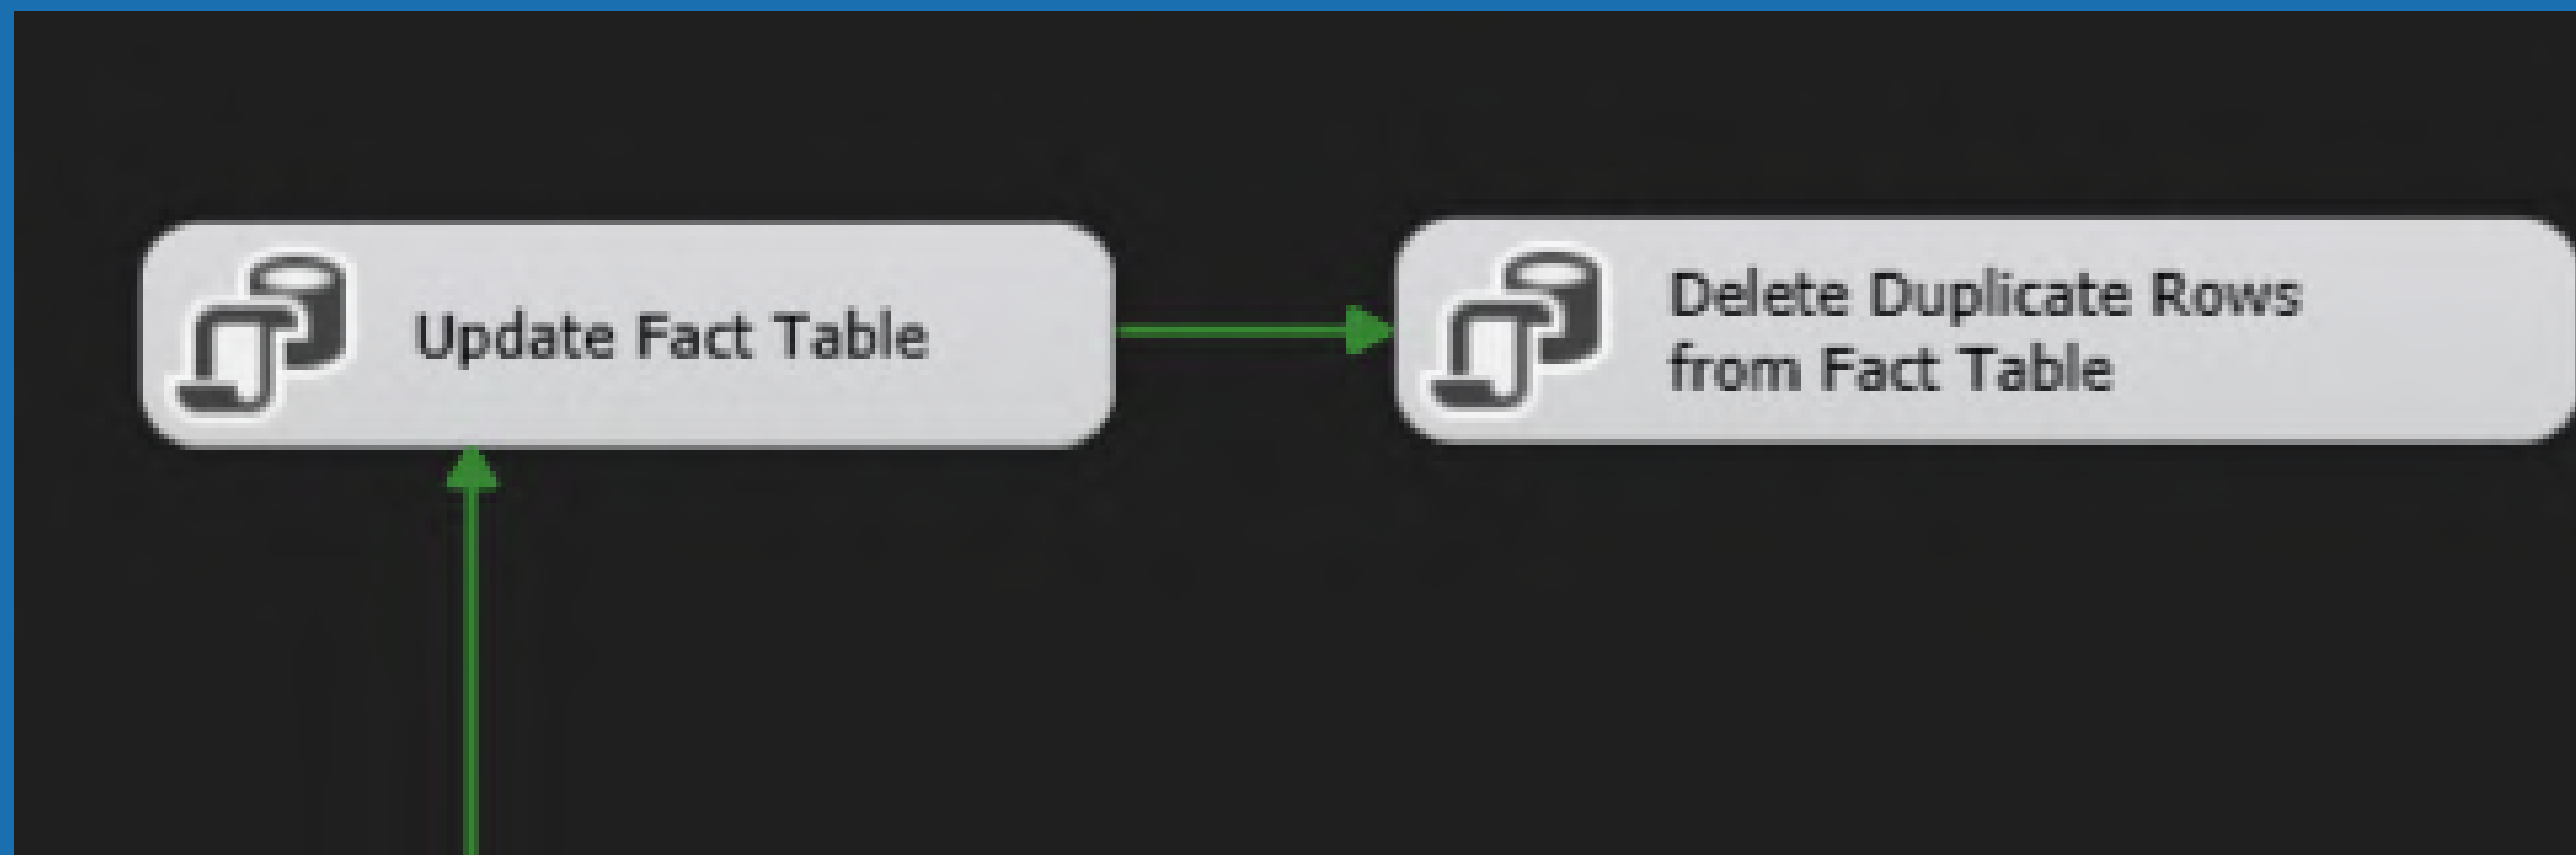 Update Fact Table
Delete Duplicate Rows
from Fact Table